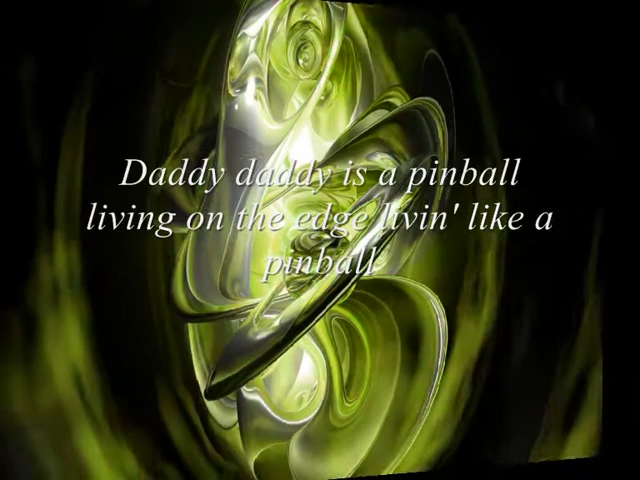 Daddy daddy is a pinball
living on the edge livin' like a
pinball